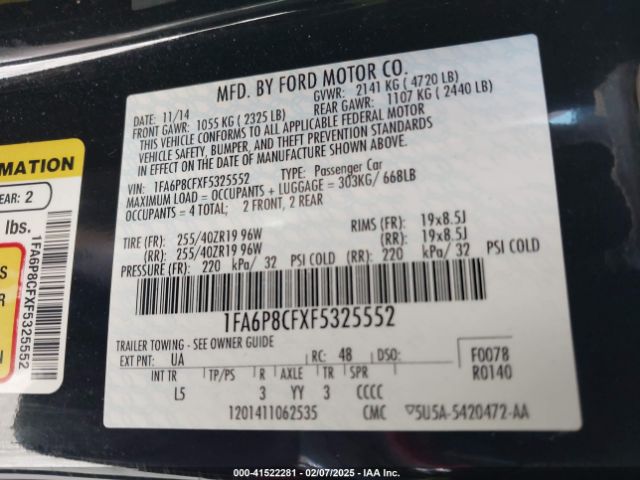 MFD. BY FORD MOTOR CO.
DATE: 11/14 GVWR: 2141 KG ( 4720 LB)
FRONT GAWR: 1055 KG ( 2325 LB) REAR GAWR: 1107 KG ( 2440 LB)
THIS VEHICLE CONFORMS TO ALL APPLICABLE FEDERAL MOTOR
VEHICLE SAFETY, BUMPER, AND THEFT PREVENTION STANDARDS
IN EFFECT ON THE DATE OF MANUFACTURE SHOWN ABOVE.
VIN: 1FA6P8CFXF5325552 TYPE: Passenger Car
MAXIMUM LOAD = OCCUPANTS + LUGGAGE = 303KG/ 668LB
OCCUPANTS = 4 TOTAL; 2 FRONT, 2 REAR
TIRE (FR): 255/40ZR19 96W RIMS (FR): 19x8.5J
(RR): 255/40ZR19 96W (RR): 19x8.5J
PRESSURE (FR): 220 kPa/ 32 PSI COLD (RR): 220 kPa/ 32 PSI COLD
1FA6P8CFXF5325552
TRAILER TOWING - SEE OWNER GUIDE
EXT PNT: UA RC: 48 DSO: F0078
INT TR TP/PS R AXLE TR SPR R0140
L5 3 YY 3 CCCC
1201411062535 CMC 5U5A-5420472-AA
MATION
EAR: 2
lbs.
S
R
1FA6P8CFXF5325552
000-41522281 - 02/07/2025 - IAA Inc.